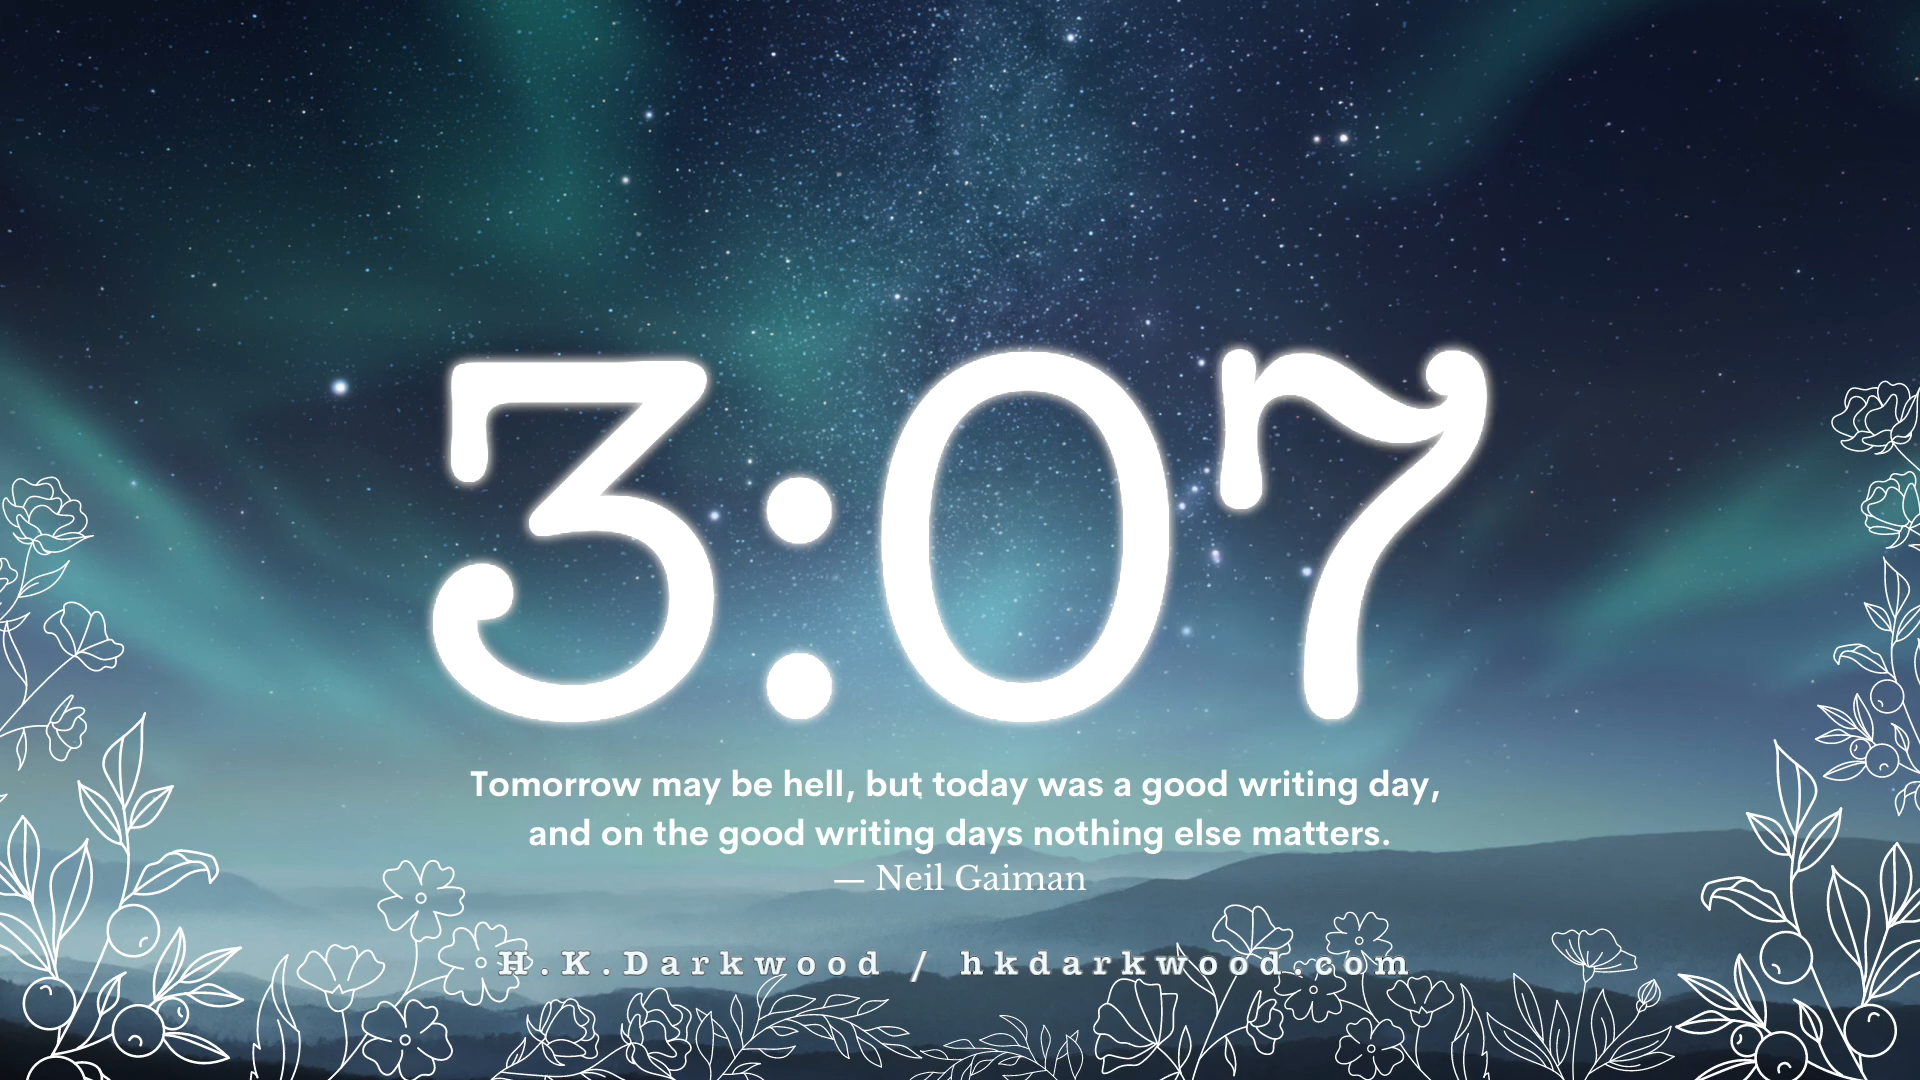 3:07
Tomorrow may be hell, but today was a good writing day,
and on the good writing days nothing else matters.
— Neil Gaiman
H.K.Darkwood / hkdarkwood.com